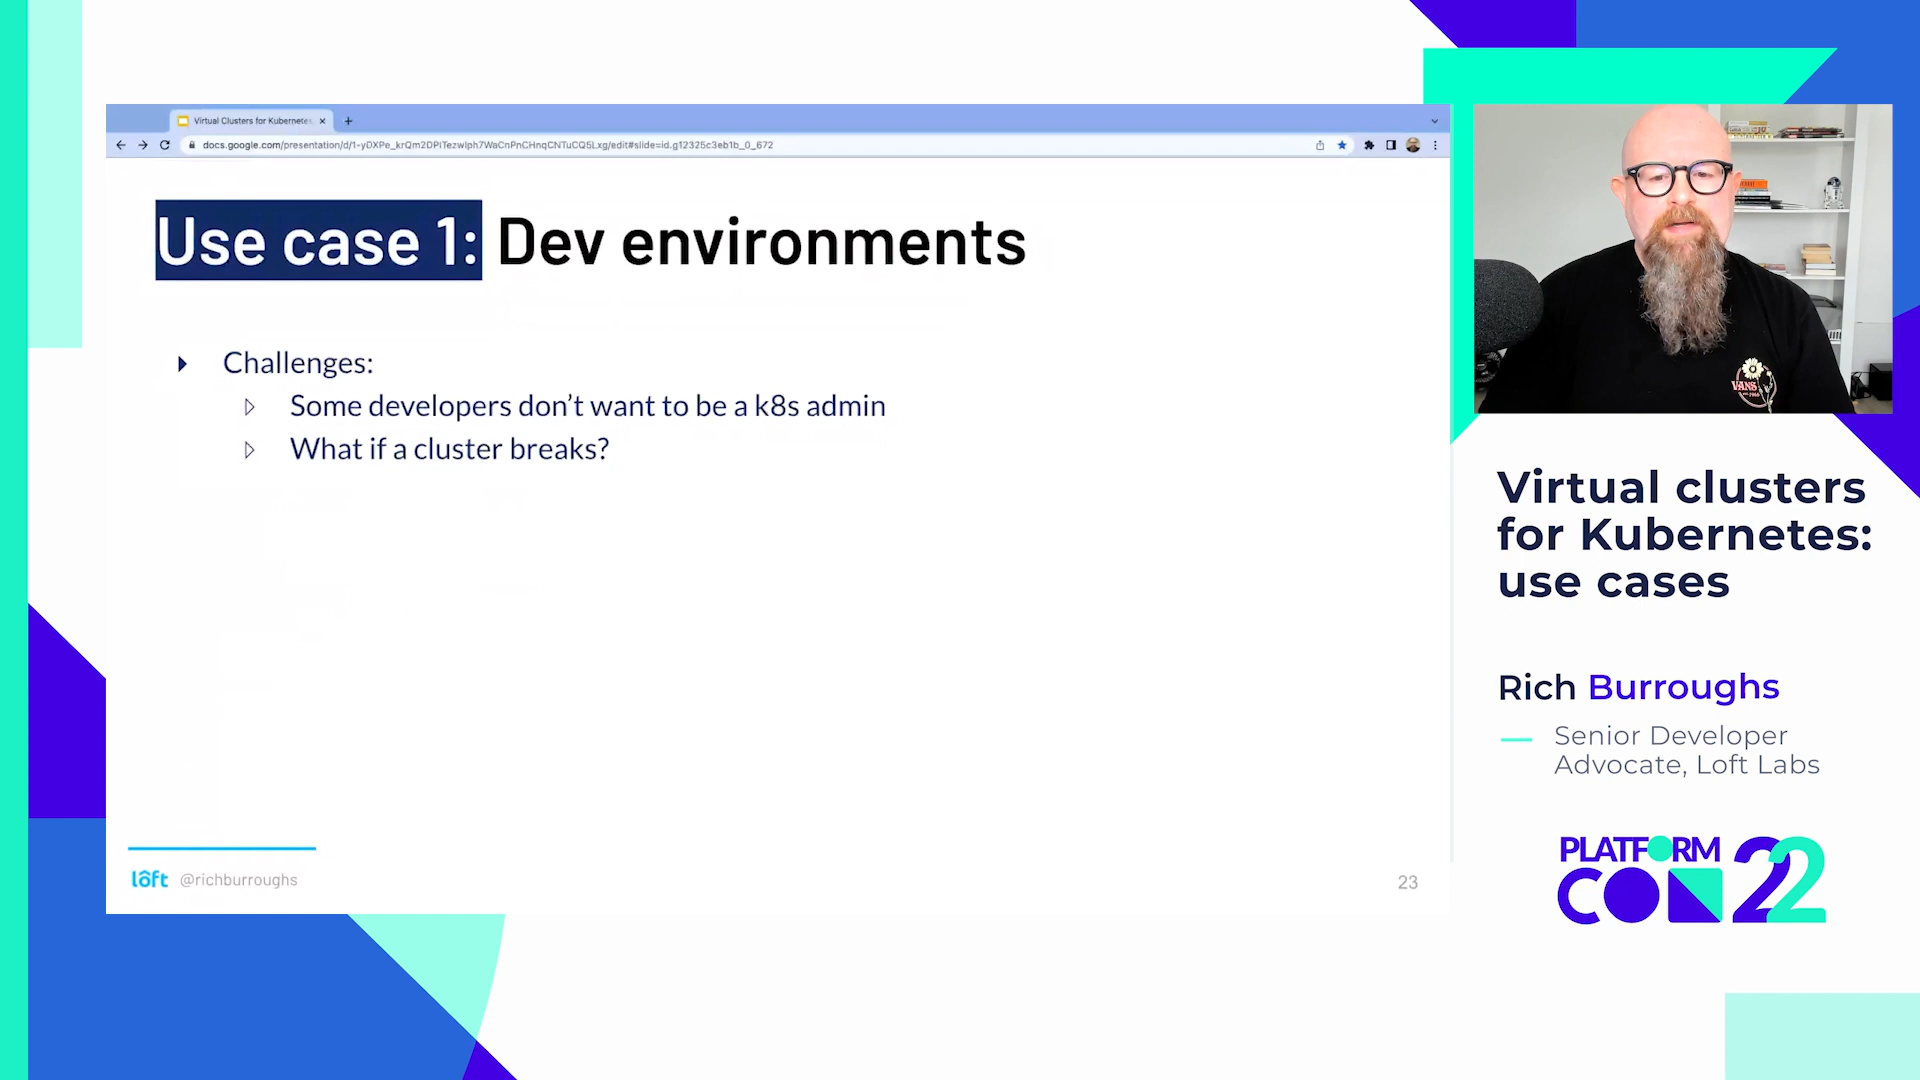 Virtual Clusters for Kubernetes
docs.google.com/presentation/d/1-yDXPe_krQm2DPiTezwlph7WaCnPnCHnqCNTuCQ5Lxg/edit#slide=id.g12325c3eb1b_0_672
Use case 1: Dev environments
Challenges:
Some developers don’t want to be a k8s admin
What if a cluster breaks?
lôft @richburroughs
23
VANS
Virtual clusters
for Kubernetes:
use cases
Rich Burroughs
Senior Developer
Advocate, Loft Labs
PLATFORM
CON 22